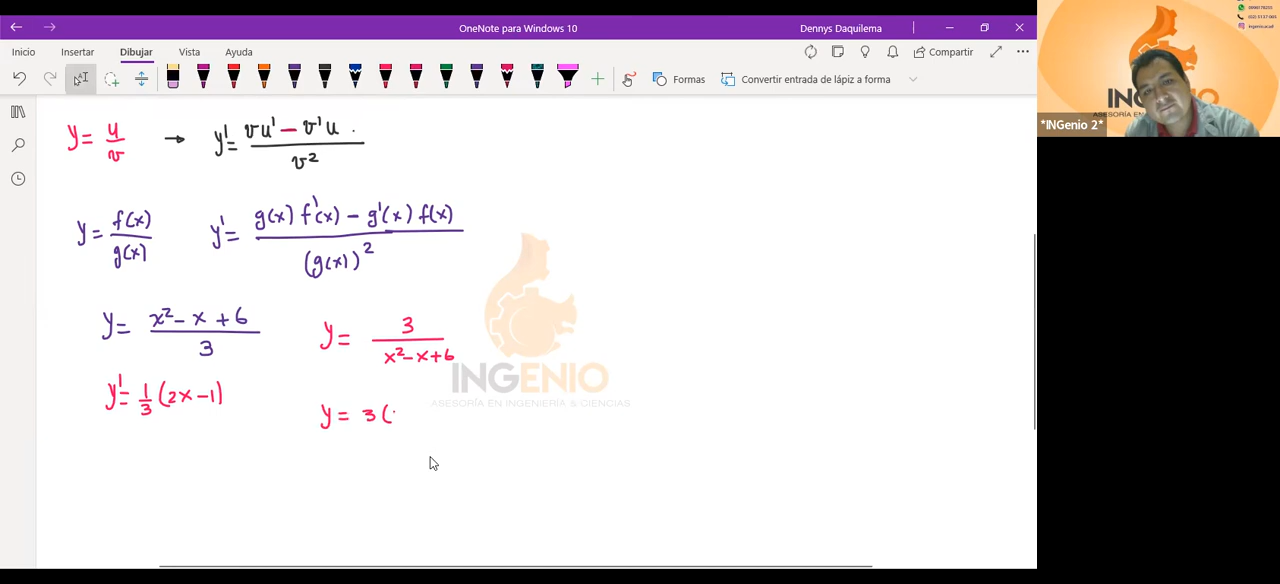 OneNote para Windows 10
Dennys Daquilema
Inicio Insertar Dibujar Vista Ayuda
Compartir
Formas
Convertir entrada de lápiz a forma
y = u/v → y' = (vu' - v'u)/v² .
y = f(x)/g(x) y' = (g(x) f'(x) - g'(x) f(x))/(g(x))²
y = (x² - x + 6)/3 y = 3/(x² - x + 6)
y' = 1/3 (2x - 1)
y = 3 (
INGENIO
ASESORÍA EN INGENIERIA & CIENCIAS
*INGenio 2*